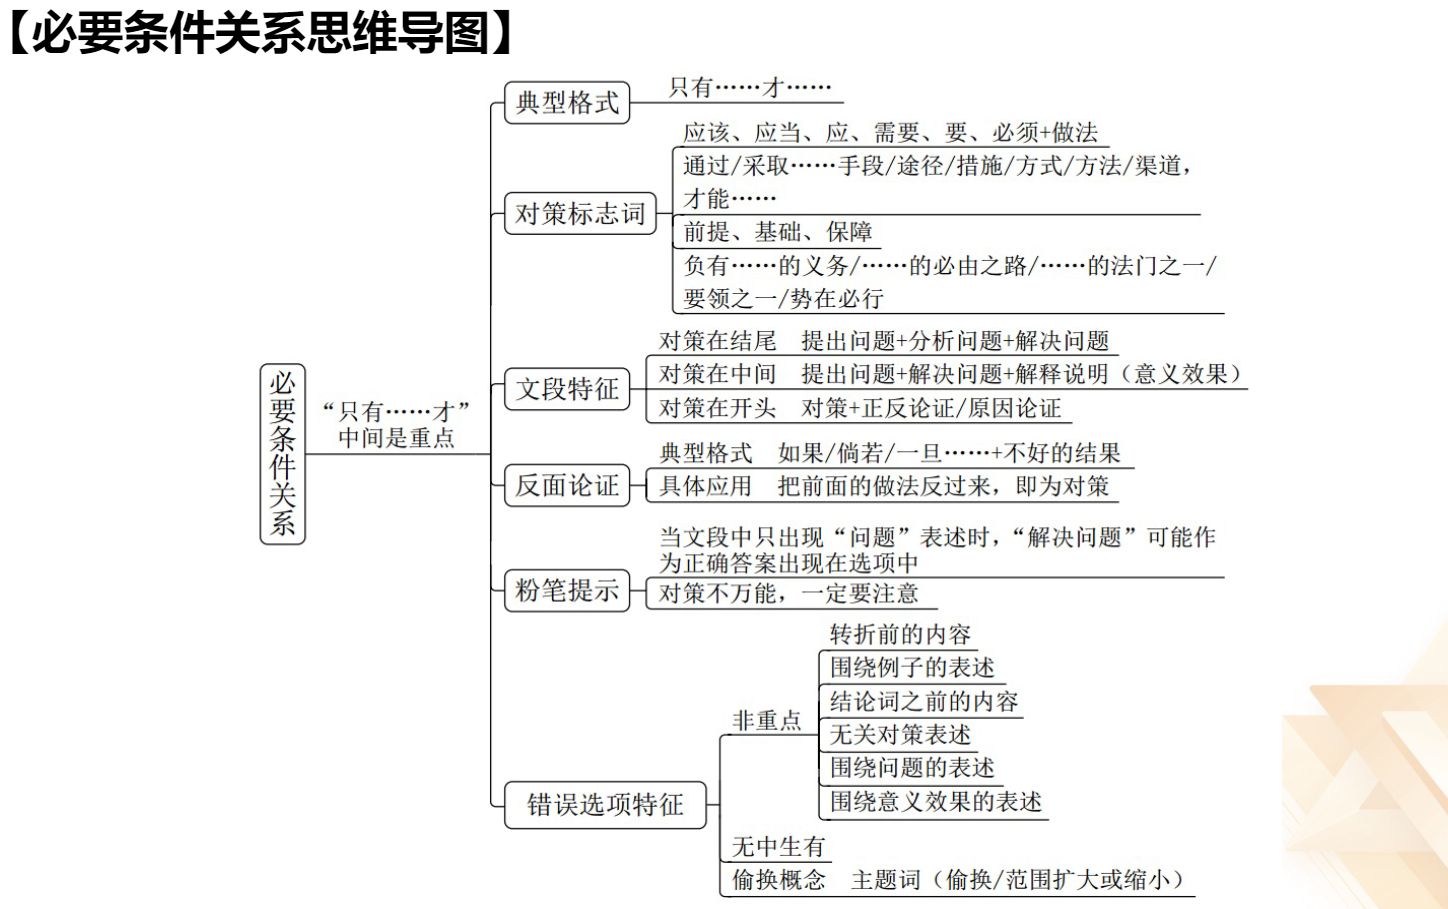 【必要条件关系思维导图】
必要条件关系
“只有……才”
中间是重点
典型格式
只有……才……
对策标志词
应该、应当、应、需要、要、必须+做法
通过/采取……手段/途径/措施/方式/方法/渠道，
才能……
前提、基础、保障
负有……的义务/……的必由之路/……的法门之一/
要领之一/势在必行
文段特征
对策在结尾 提出问题+分析问题+解决问题
对策在中间 提出问题+解决问题+解释说明（意义效果）
对策在开头 对策+正反论证/原因论证
反面论证
典型格式 如果/倘若/一旦……+不好的结果
具体应用 把前面的做法反过来，即为对策
粉笔提示
当文段中只出现“问题”表述时，“解决问题”可能作
为正确答案出现在选项中
对策不万能，一定要注意
错误选项特征
非重点
转折前的内容
围绕例子的表述
结论词之前的内容
无关对策表述
围绕问题的表述
围绕意义效果的表述
无中生有
偷换概念 主题词（偷换/范围扩大或缩小）